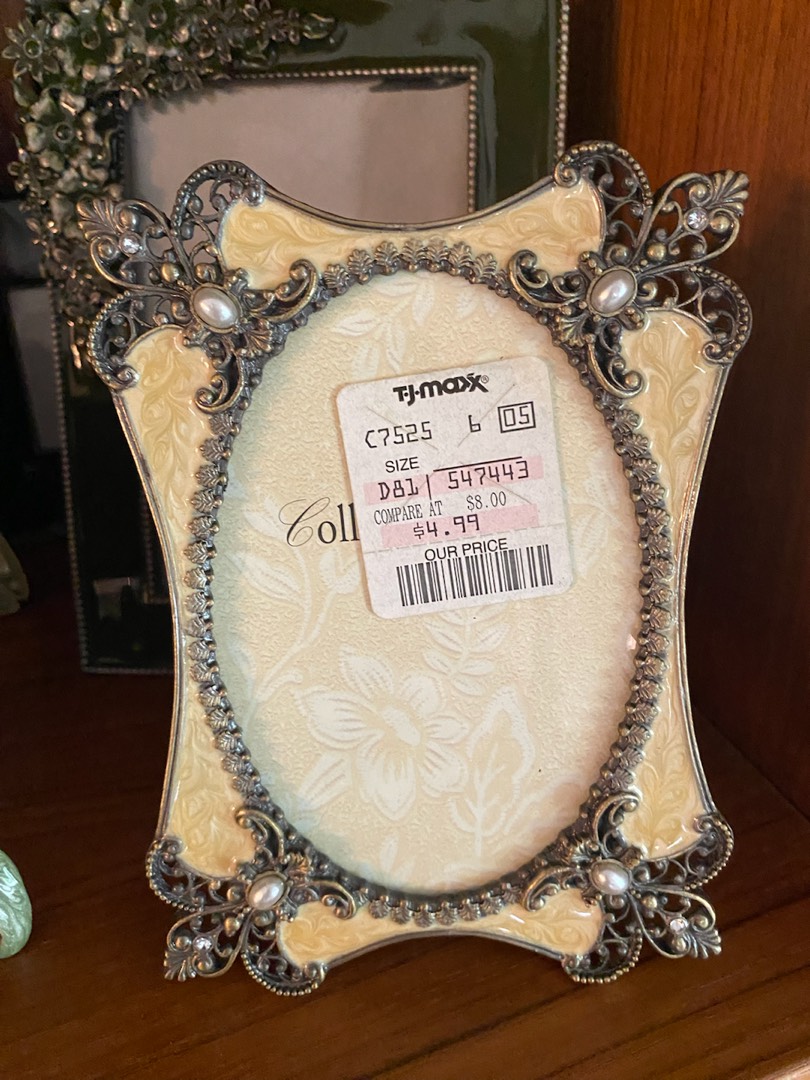 T·J·maxx®
C7525 6 05
SIZE
D81 547443
COMPARE AT $8.00
$4.99
OUR PRICE
Coll